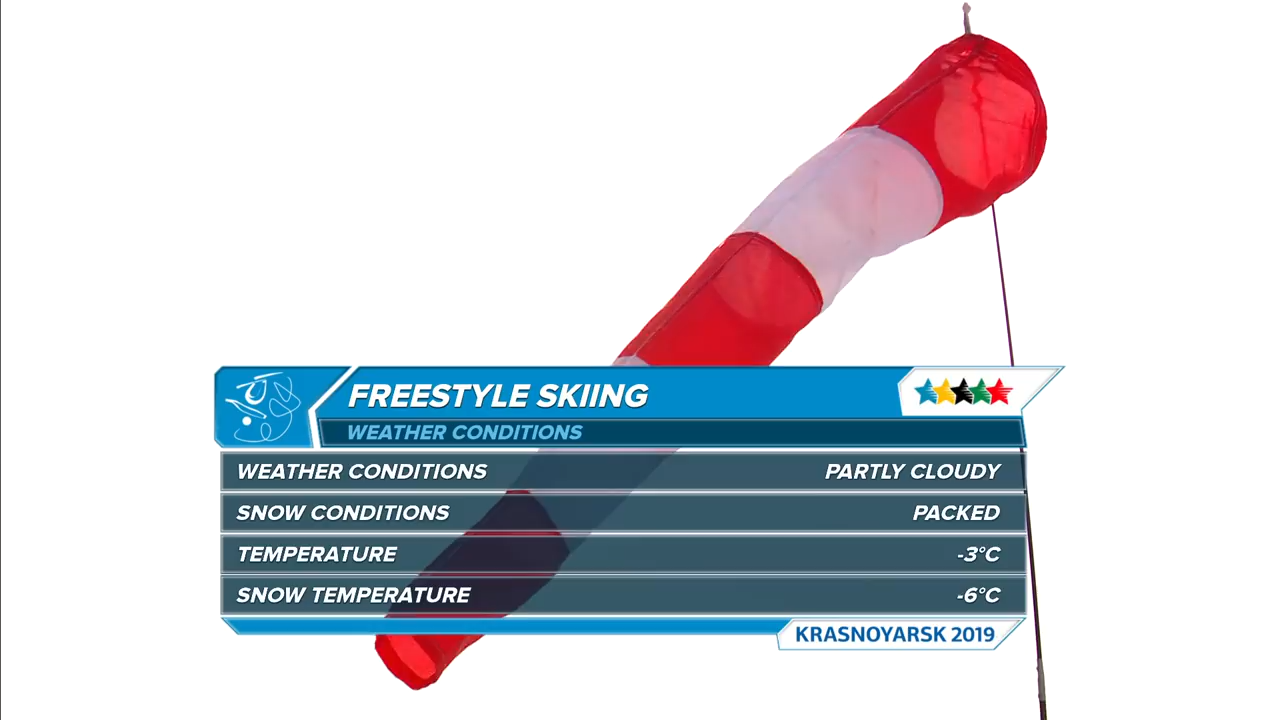 FREESTYLE SKIING
WEATHER CONDITIONS
WEATHER CONDITIONS PARTLY CLOUDY
SNOW CONDITIONS PACKED
TEMPERATURE -3°C
SNOW TEMPERATURE -6°C
KRASNOYARSK 2019